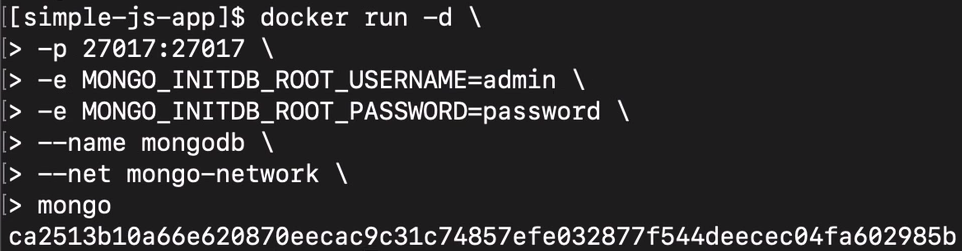 [[simple-js-app]$ docker run -d \
[> -p 27017:27017 \
[> -e MONGO_INITDB_ROOT_USERNAME=admin \
[> -e MONGO_INITDB_ROOT_PASSWORD=password \
[> --name mongodb \
[> --net mongo-network \
[> mongo
ca2513b10a66e620870eecac9c31c74857efe032877f544deecec04fa602985b